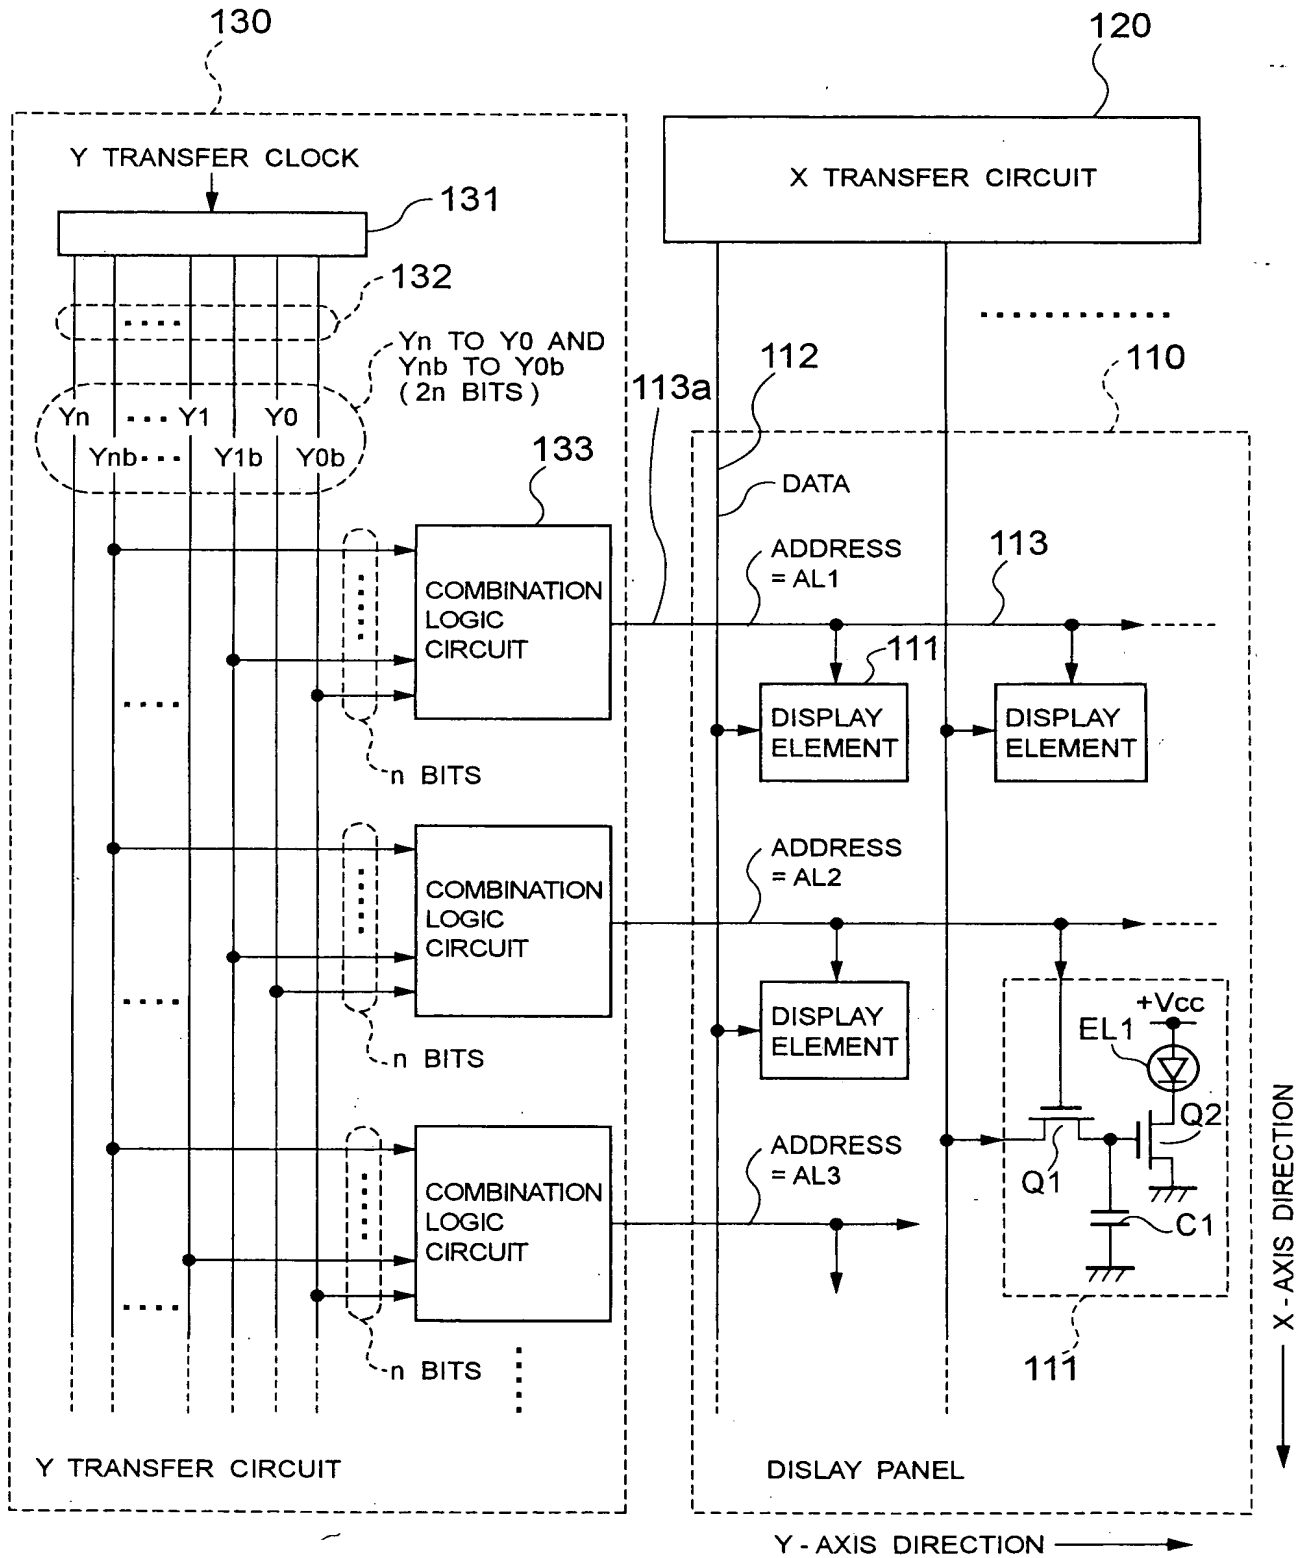 130
120
Y TRANSFER CLOCK
X TRANSFER CIRCUIT
131
132
Yn TO Y0 AND
Ynb TO Y0b
(2n BITS)
112
110
113a
Yn
Y1
Y0
Ynb
Y1b
Y0b
133
DATA
ADDRESS
= AL1
113
COMBINATION
LOGIC
CIRCUIT
111
DISPLAY
ELEMENT
DISPLAY
ELEMENT
n BITS
ADDRESS
= AL2
COMBINATION
LOGIC
CIRCUIT
DISPLAY
ELEMENT
+Vcc
EL1
n BITS
Q2
Q1
ADDRESS
= AL3
COMBINATION
LOGIC
CIRCUIT
C1
X-AXIS DIRECTION
111
n BITS
Y TRANSFER CIRCUIT
DISLAY PANEL
Y-AXIS DIRECTION